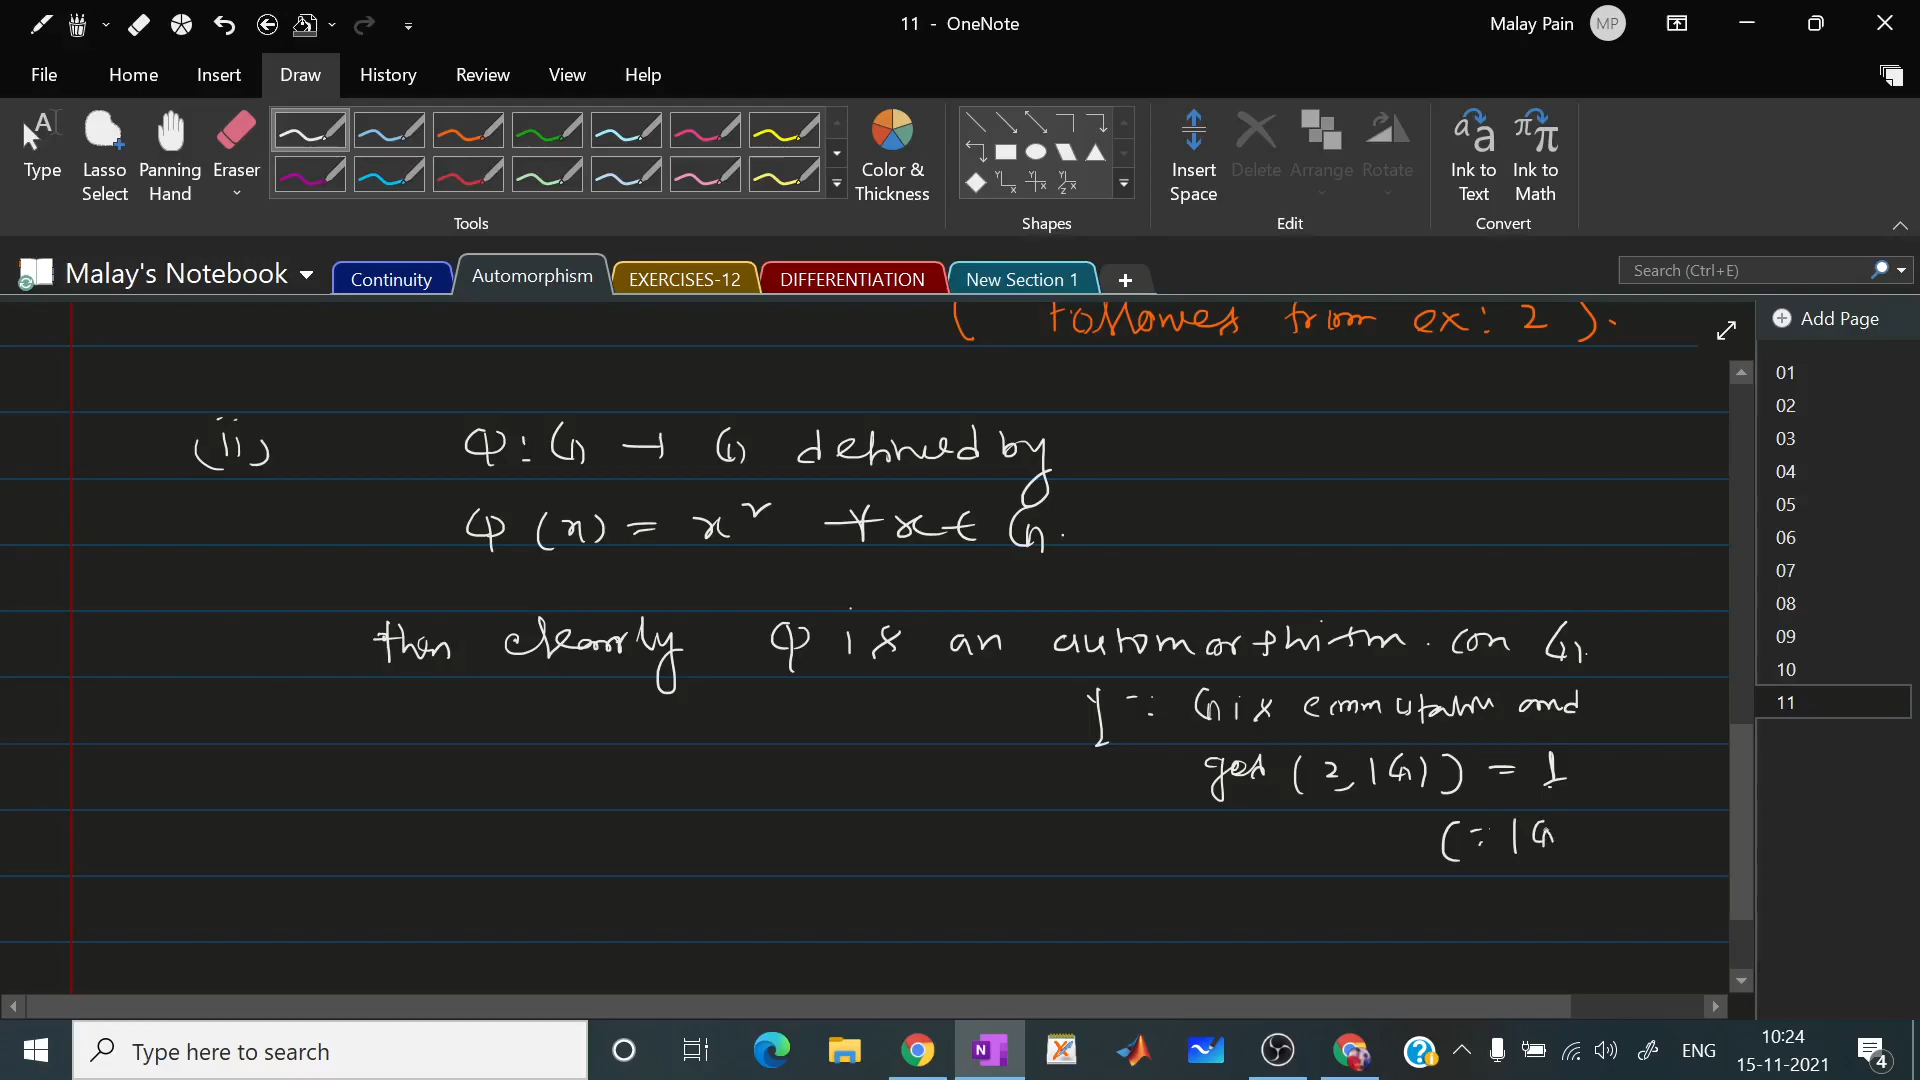 11 - OneNote
Malay Pain MP
File Home Insert Draw History Review View Help
Type
Lasso Select
Panning Hand
Eraser
Color & Thickness
Insert Space
Delete Arrange Rotate
Ink to Text
Ink to Math
Tools Shapes Edit Convert
Malay's Notebook
Continuity Automorphism EXERCISES-12 DIFFERENTIATION New Section 1 +
Search (Ctrl+E)
Add Page
01
02
03
04
05
06
07
08
09
10
11
( Follows from ex: 2 ).
(ii) φ: G → G defined by
φ (x) = x² ∀ x ∈ G.
then clearly φ is an automorphism. on G.
∵ G is commutative and
gcd (2, |G|) = 1
(∵ |G
Type here to search
ENG
10:24
15-11-2021
4